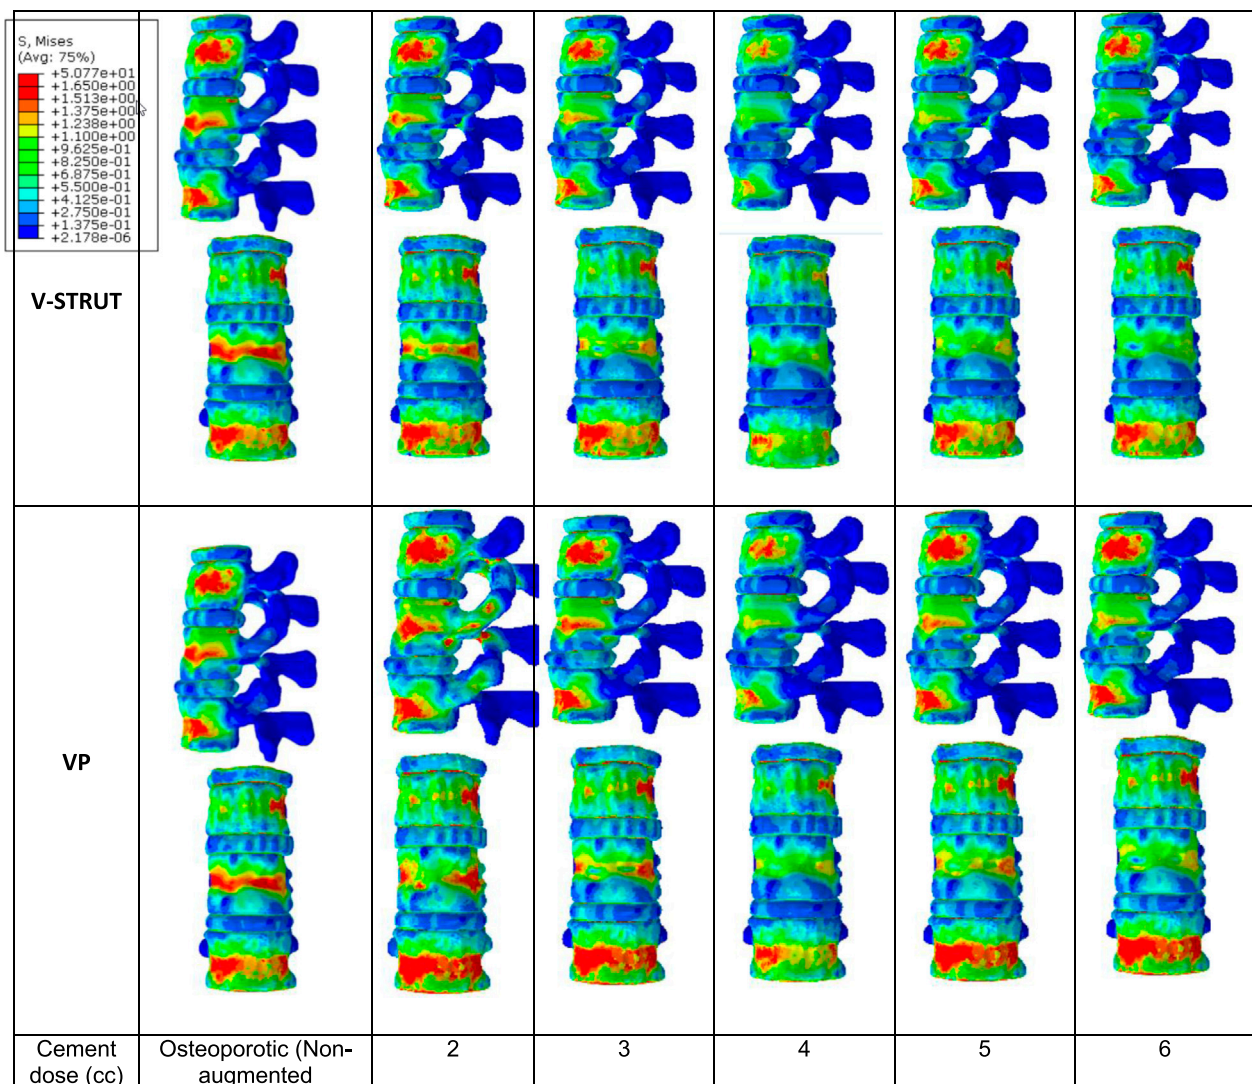 S, Mises
(Avg: 75%)
+5.077e+01
+1.650e+00
+1.513e+00
+1.375e+00
+1.238e+00
+1.100e+00
+9.625e-01
+8.250e-01
+6.875e-01
+5.500e-01
+4.125e-01
+2.750e-01
+1.375e-01
+2.178e-06
V-STRUT
VP
Cement dose (cc)
Osteoporotic (Non-augmented
2
3
4
5
6